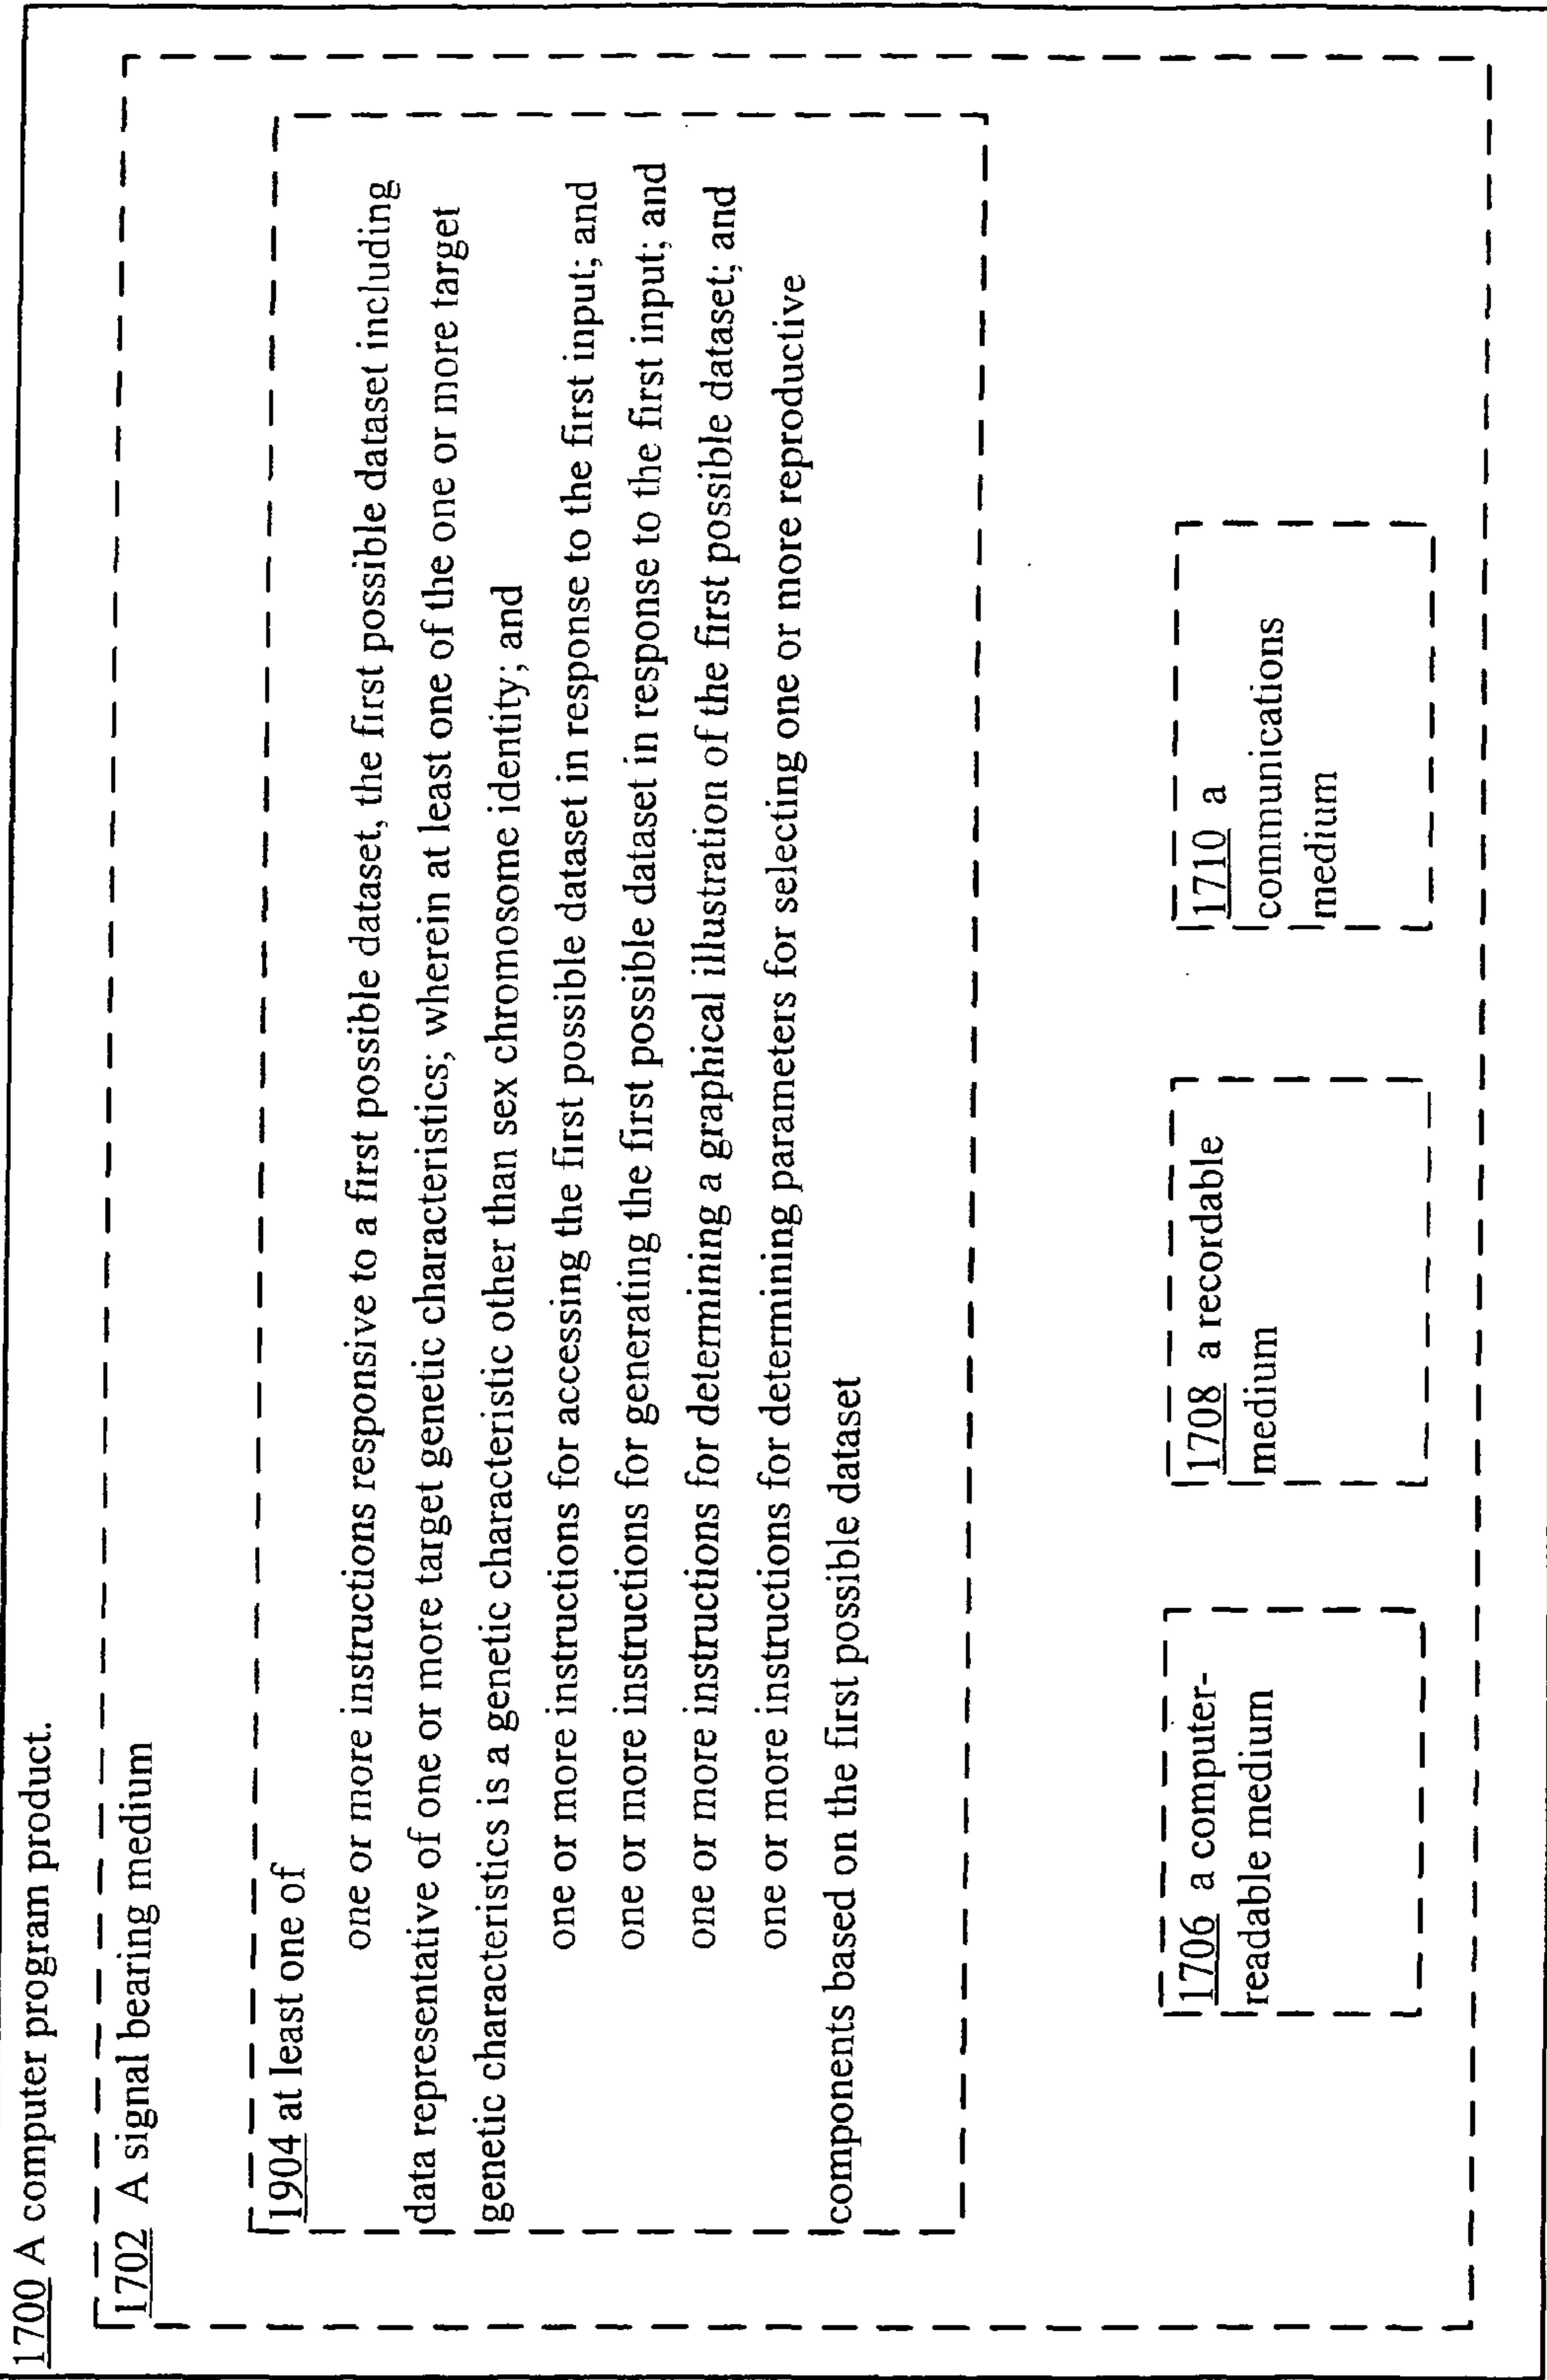 1700 A computer program product.
1702 A signal bearing medium
1904 at least one of
one or more instructions responsive to a first possible dataset, the first possible dataset including
data representative of one or more target genetic characteristics; wherein at least one of the one or more target
genetic characteristics is a genetic characteristic other than sex chromosome identity; and
one or more instructions for accessing the first possible dataset in response to the first input; and
one or more instructions for generating the first possible dataset in response to the first input; and
one or more instructions for determining a graphical illustration of the first possible dataset; and
one or more instructions for determining parameters for selecting one or more reproductive
components based on the first possible dataset
1706 a computer-
readable medium
1708 a recordable
medium
1710 a
communications
medium